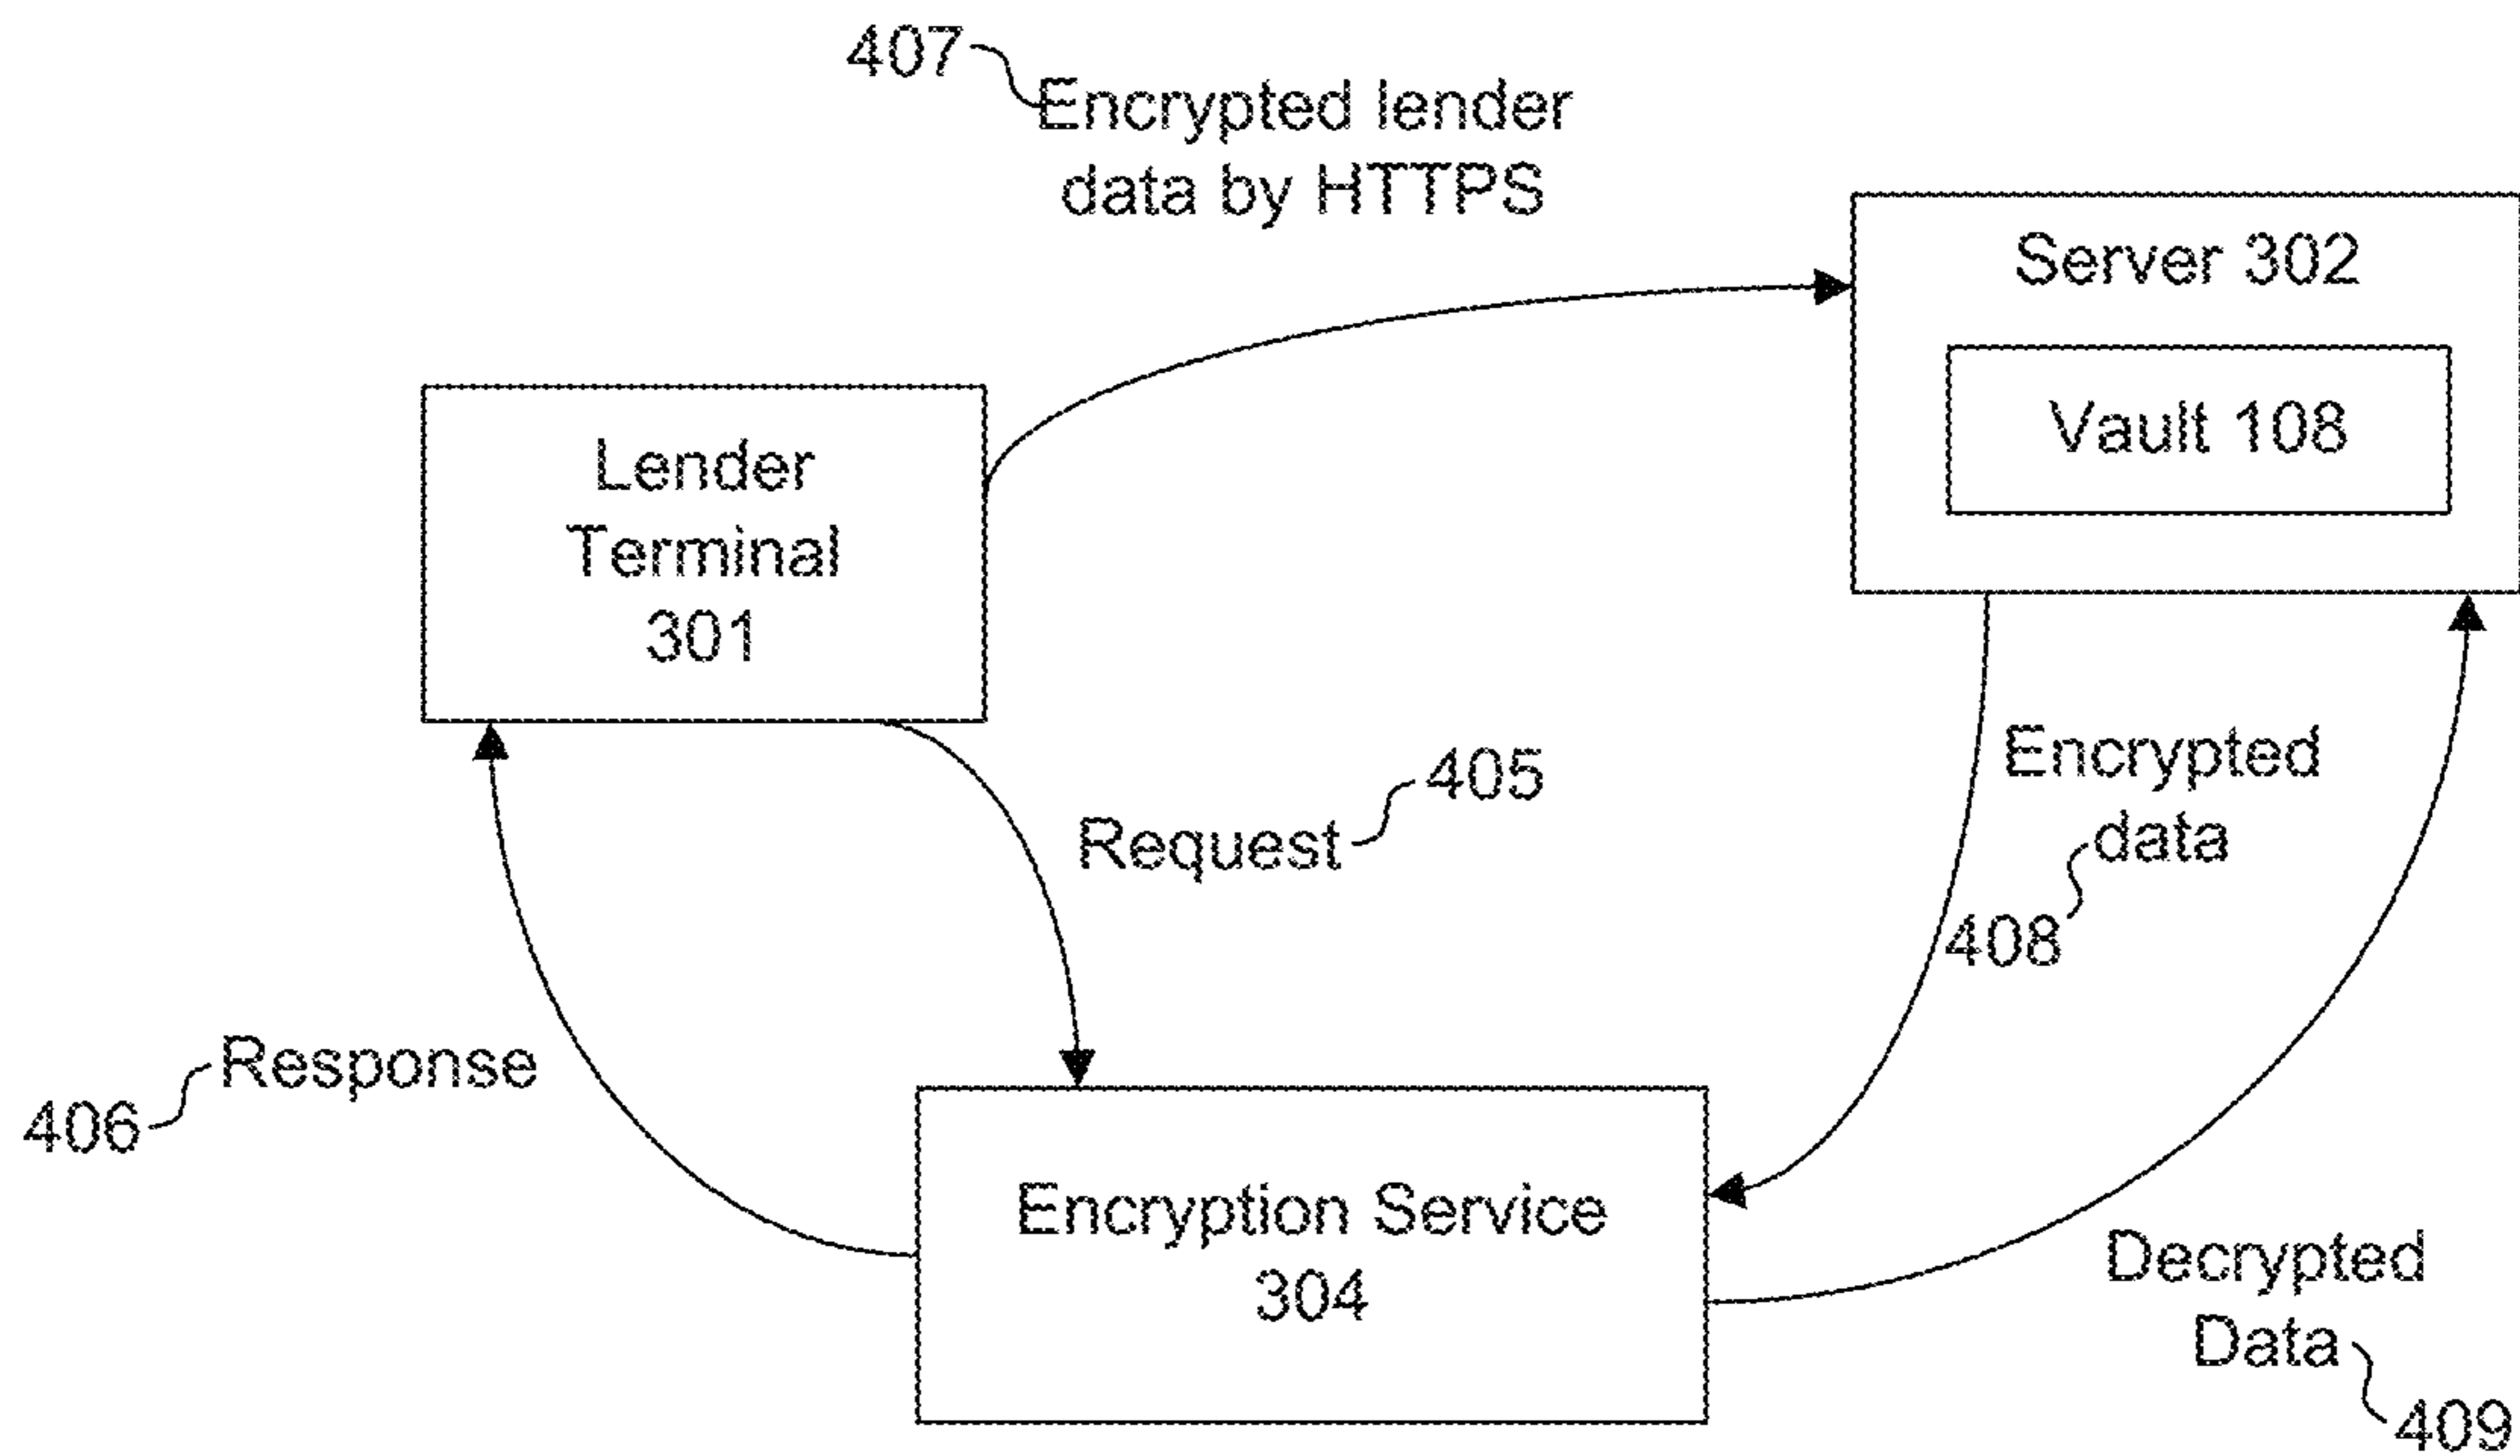 407
Encrypted lender
data by HTTPS
Server 302
Vault 108
Lender
Terminal
301
Encrypted
data
408
405
Request
Response
406
Encryption Service
304
Decrypted
Data
409